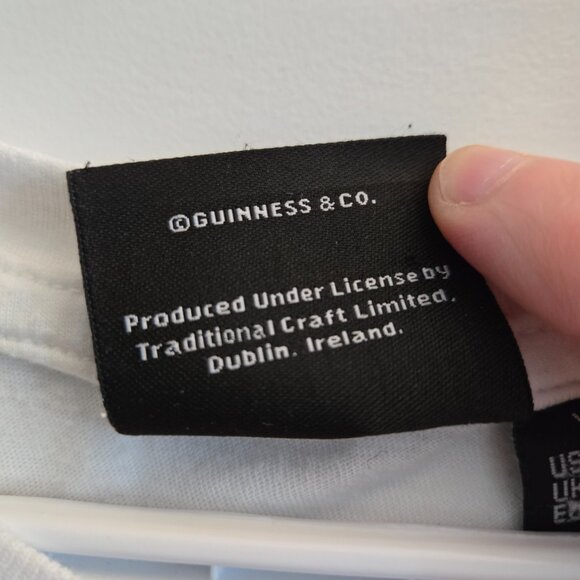 ©GUINNESS & CO.
Produced Under License by
Traditional Craft Limited,
Dublin. Ireland.